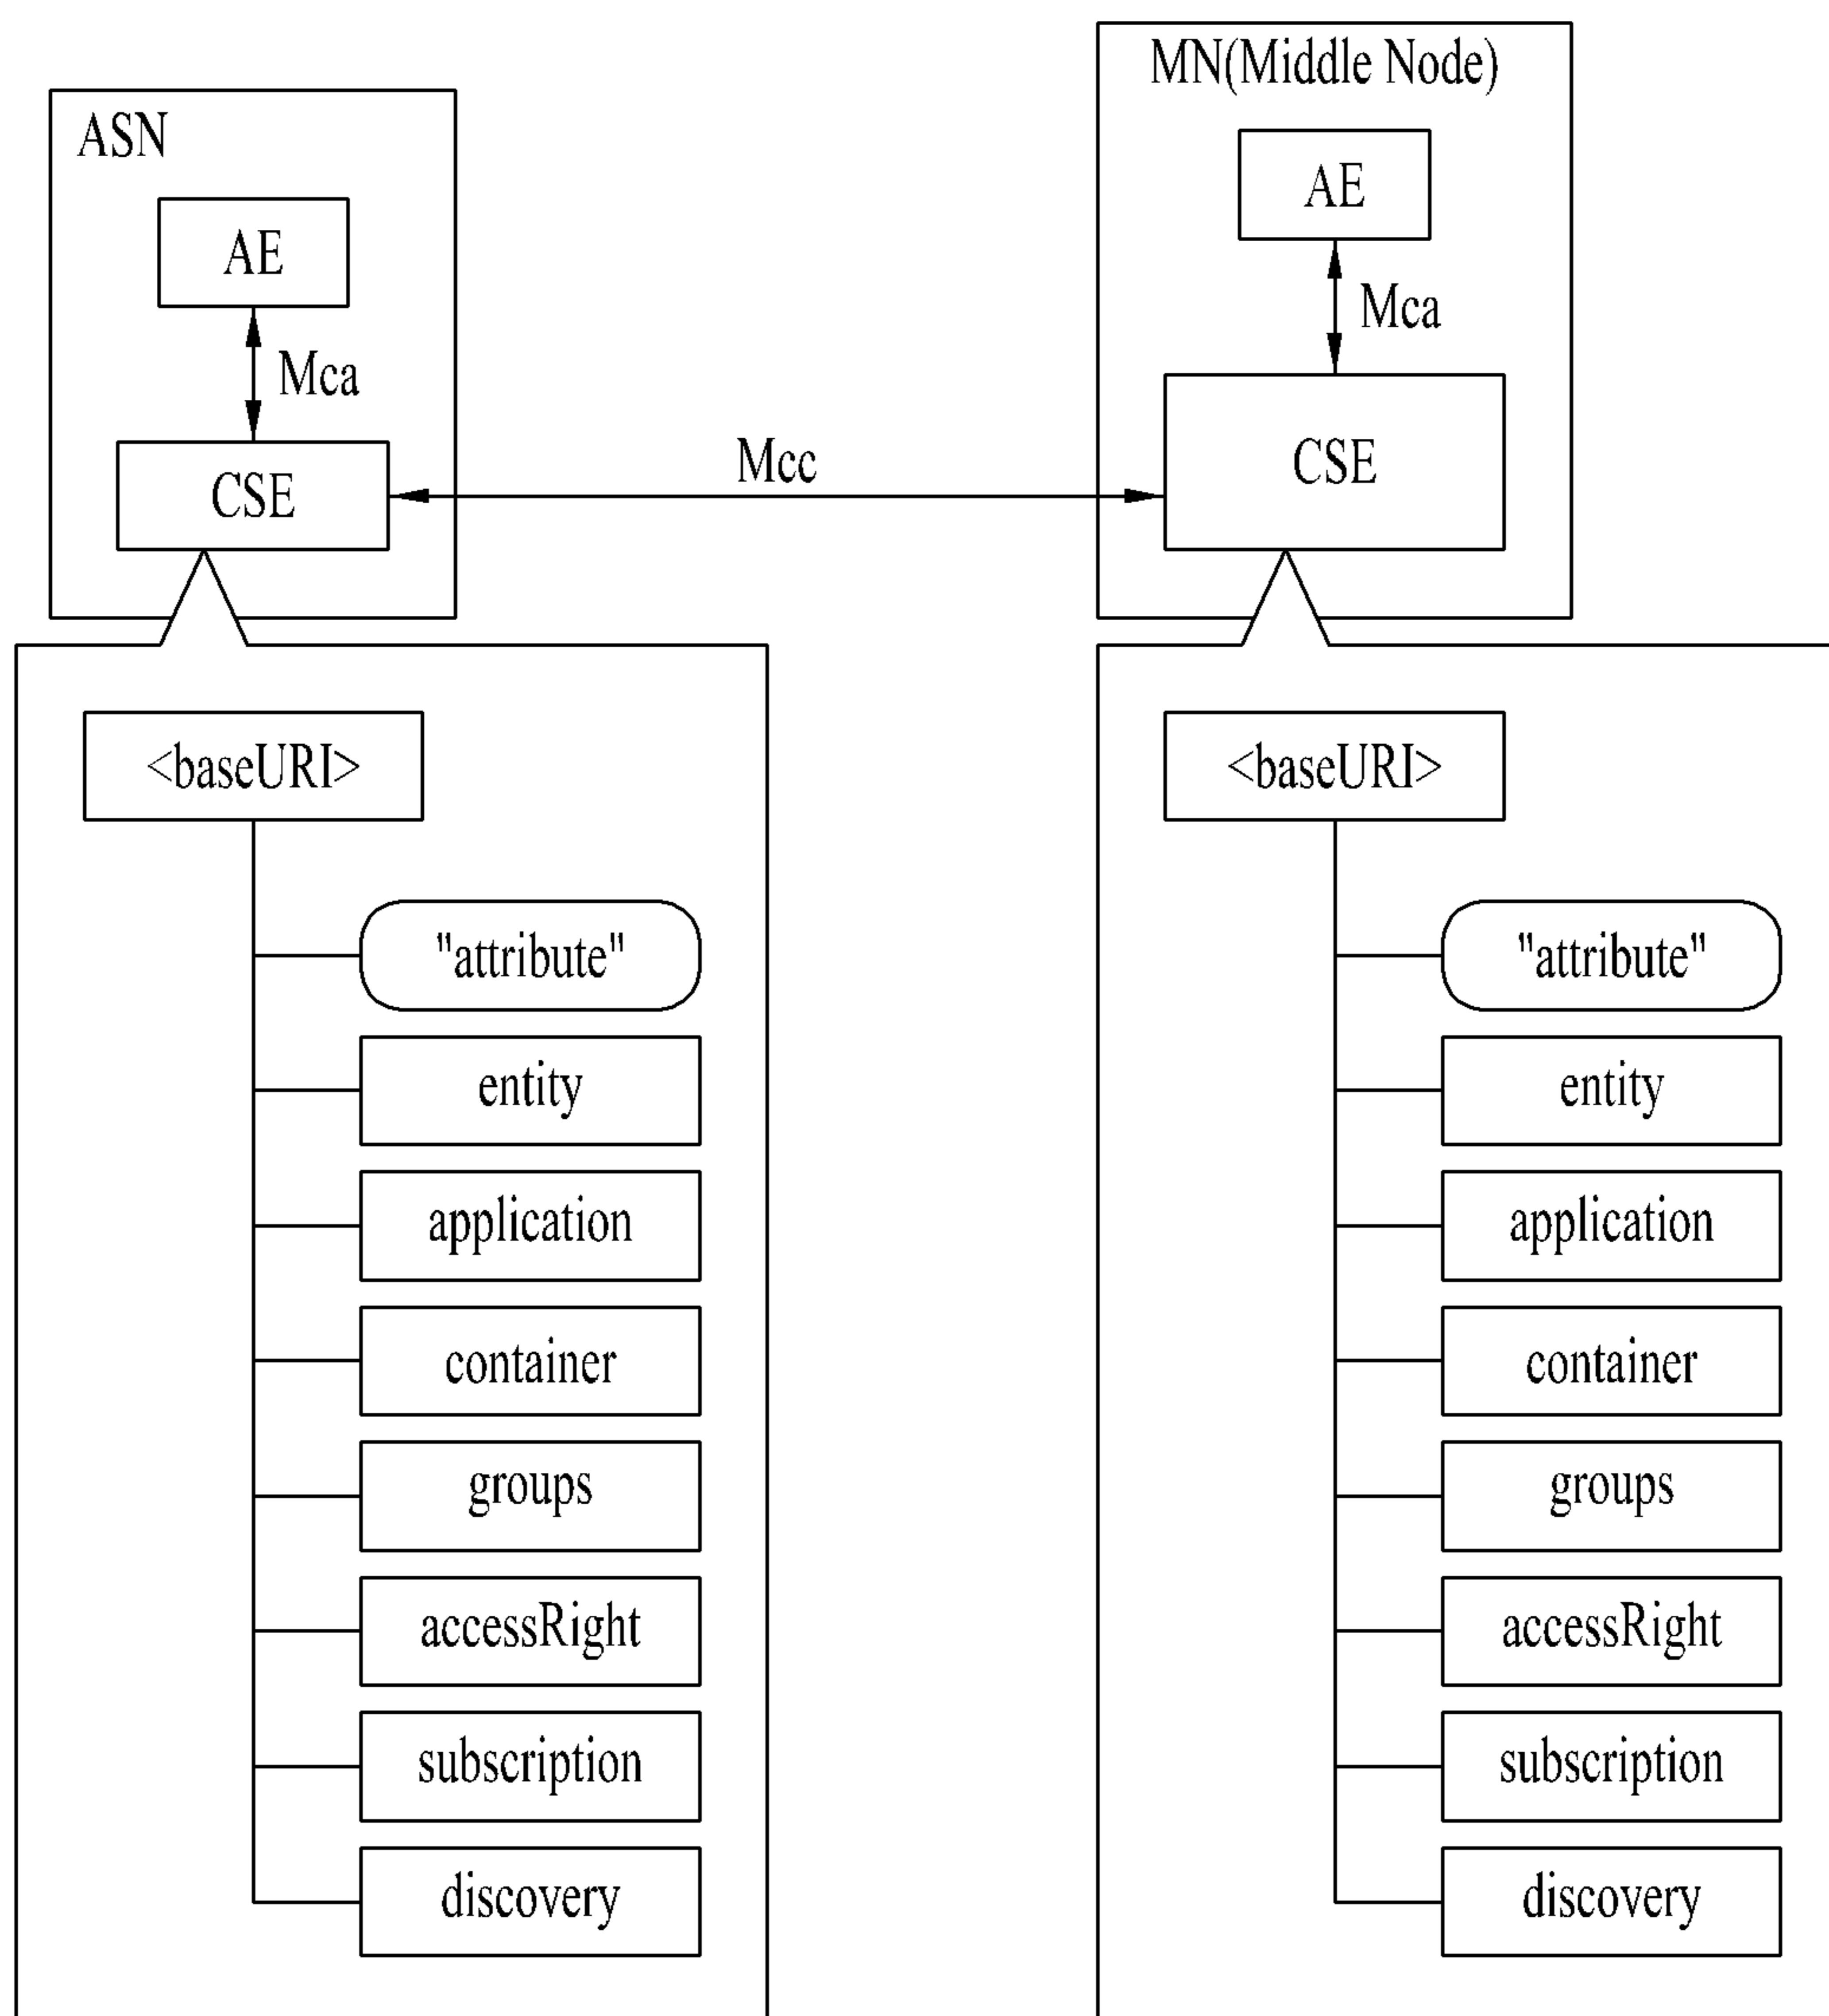 ASN
AE
Mca
CSE
Mcc
MN(Middle Node)
AE
Mca
CSE
<baseURI>
"attribute"
entity
application
container
groups
accessRight
subscription
discovery
<baseURI>
"attribute"
entity
application
container
groups
accessRight
subscription
discovery